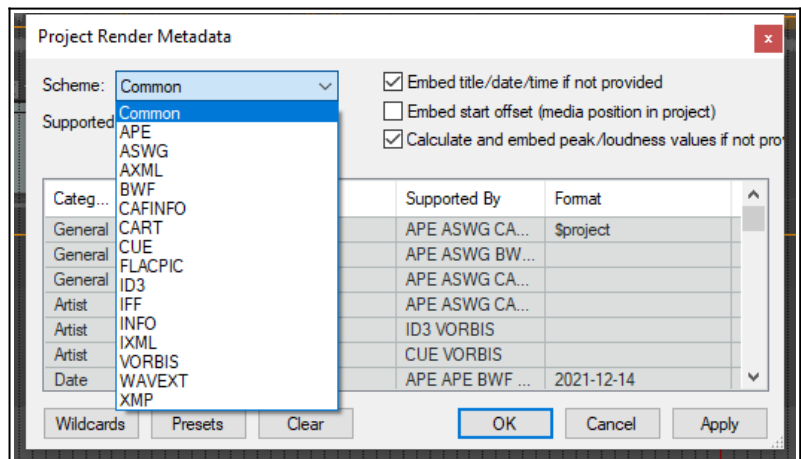 Project Render Metadata
x
Scheme: Common
Embed title/date/time if not provided
Embed start offset (media position in project)
Calculate and embed peak/loudness values if not pro
Supported
Common
APE
ASWG
AXML
BWF
CAFINFO
CART
CUE
FLACPIC
ID3
IFF
INFO
IXML
VORBIS
WAVEXT
XMP
Categ... Supported By Format
General APE ASWG CA... $project
General APE ASWG BW...
General APE ASWG CA...
Artist APE ASWG CA...
Artist ID3 VORBIS
Artist CUE VORBIS
Date APE APE BWF ... 2021-12-14
Wildcards Presets Clear OK Cancel Apply